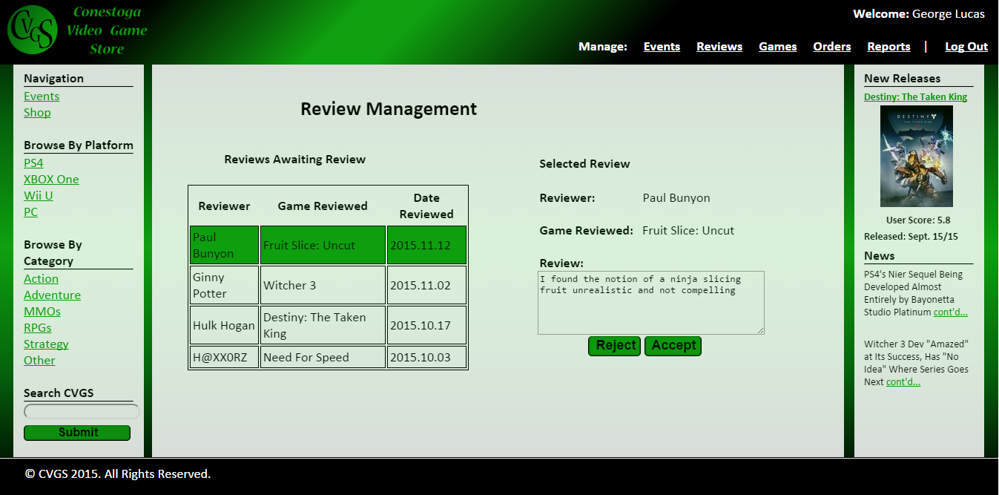 CVGS
Conestoga
Video Game
Store
Welcome: George Lucas
Manage: Events Reviews Games Orders Reports | Log Out
Navigation
Events
Shop
Browse By Platform
PS4
XBOX One
Wii U
PC
Browse By
Category
Action
Adventure
MMOs
RPGs
Strategy
Other
Search CVGS
Submit
Review Management
Reviews Awaiting Review
Reviewer Game Reviewed Date
Reviewed
Paul
Bunyon Fruit Slice: Uncut 2015.11.12
Ginny
Potter Witcher 3 2015.11.02
Hulk Hogan Destiny: The Taken
King 2015.10.17
H@XX0RZ Need For Speed 2015.10.03
Selected Review
Reviewer: Paul Bunyon
Game Reviewed: Fruit Slice: Uncut
Review:
I found the notion of a ninja slicing
fruit unrealistic and not compelling
Reject Accept
New Releases
Destiny: The Taken King
DESTINY
THE TAKEN KING
User Score: 5.8
Released: Sept. 15/15
News
PS4's Nier Sequel Being
Developed Almost
Entirely by Bayonetta
Studio Platinum cont'd...
Witcher 3 Dev "Amazed"
at Its Success, Has "No
Idea" Where Series Goes
Next cont'd...
© CVGS 2015. All Rights Reserved.